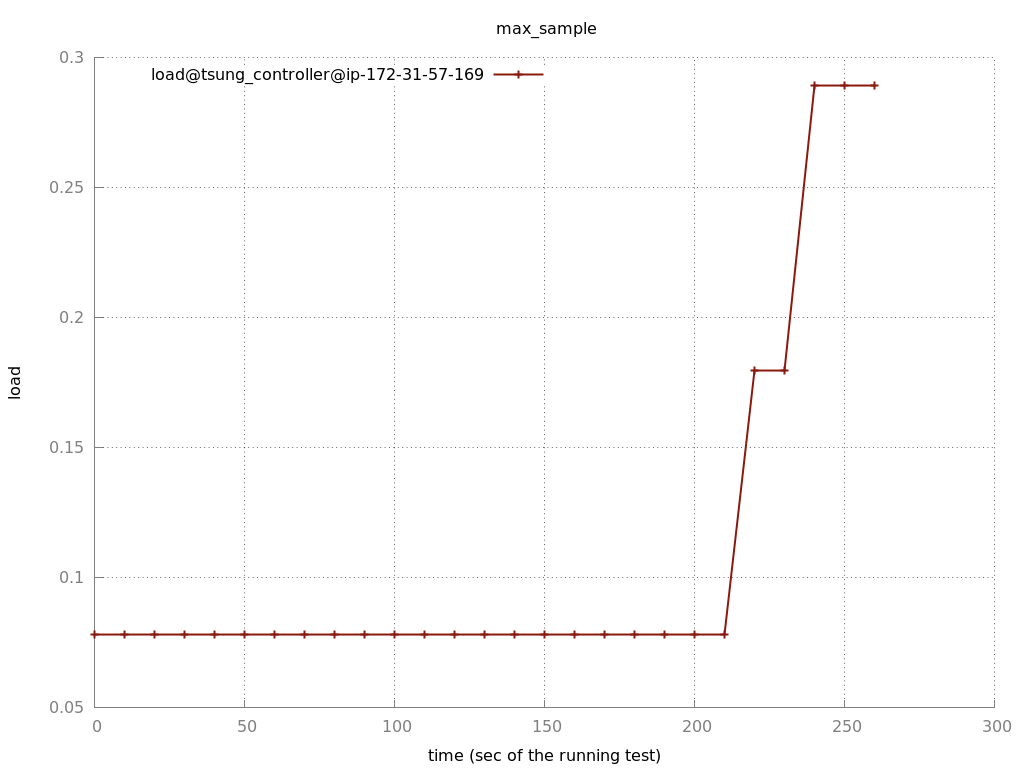 max_sample
load@tsung_controller@ip-172-31-57-169
0.3
0.25
0.2
0.15
0.1
0.05
load
0 50 100 150 200 250 300
time (sec of the running test)